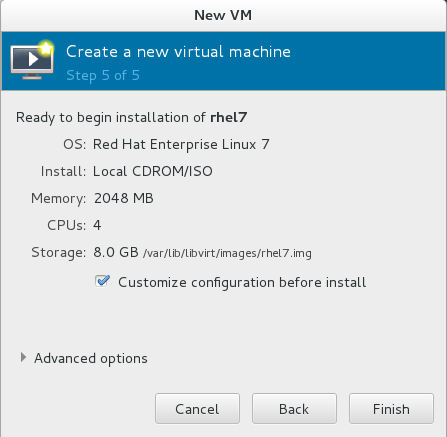 New VM
Create a new virtual machine
Step 5 of 5
Ready to begin installation of rhel7
OS: Red Hat Enterprise Linux 7
Install: Local CDROM/ISO
Memory: 2048 MB
CPUs: 4
Storage: 8.0 GB /var/lib/libvirt/images/rhel7.img
Customize configuration before install
Advanced options
Cancel Back Finish